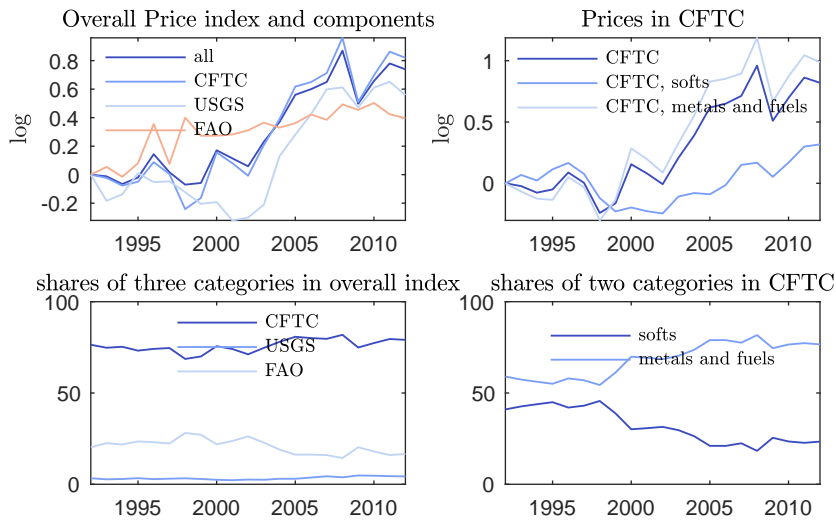 Overall Price index and components
log
0.8
0.6
0.4
0.2
0
-0.2
all
CFTC
USGS
FAO
1995
2000
2005
2010
Prices in CFTC
log
1
0.5
0
CFTC
CFTC, softs
CFTC, metals and fuels
1995
2000
2005
2010
shares of three categories in overall index
100
50
0
CFTC
USGS
FAO
1995
2000
2005
2010
shares of two categories in CFTC
100
50
0
softs
metals and fuels
1995
2000
2005
2010